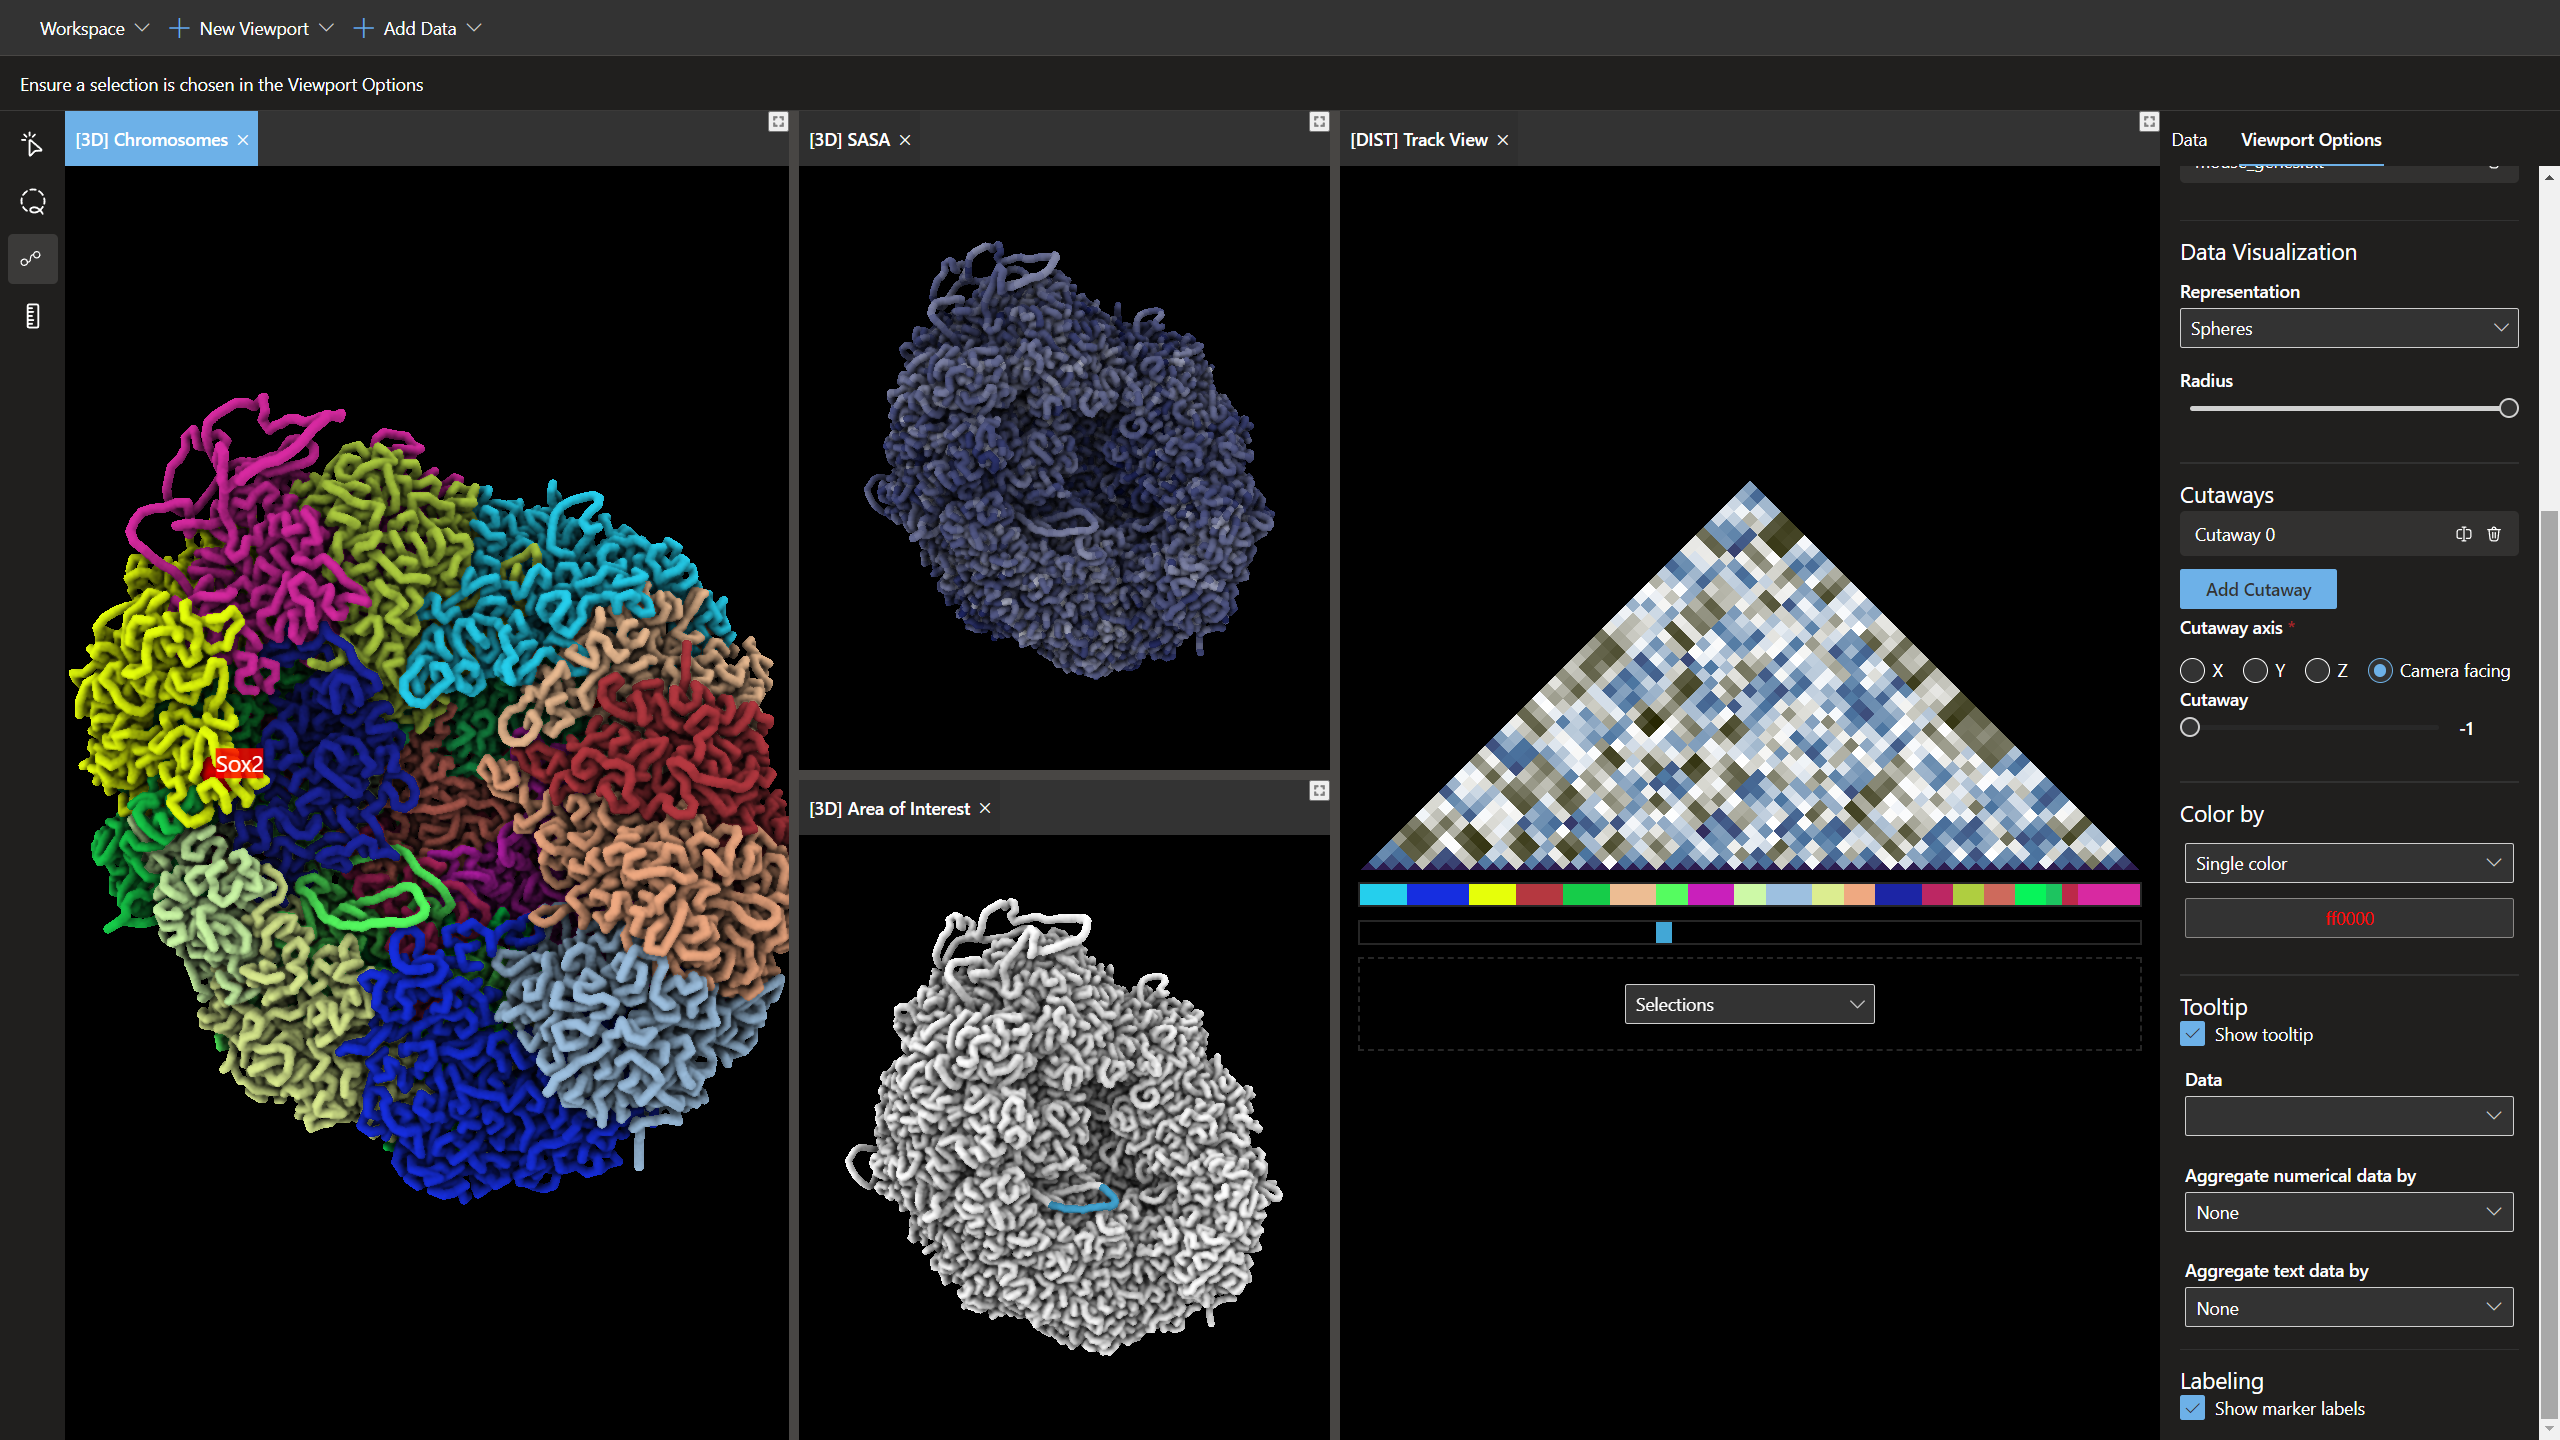 Workspace
New Viewport
Add Data
Ensure a selection is chosen in the Viewport Options
[3D] Chromosomes
[3D] SASA
[DIST] Track View
Data
Viewport Options
Data Visualization
Representation
Spheres
Radius
Cutaways
Cutaway 0
Add Cutaway
Cutaway axis *
X
Y
Z
Camera facing
Cutaway
-1
Sox2
[3D] Area of Interest
Color by
Single color
ff0000
Selections
Tooltip
Show tooltip
Data
Aggregate numerical data by
None
Aggregate text data by
None
Labeling
Show marker labels